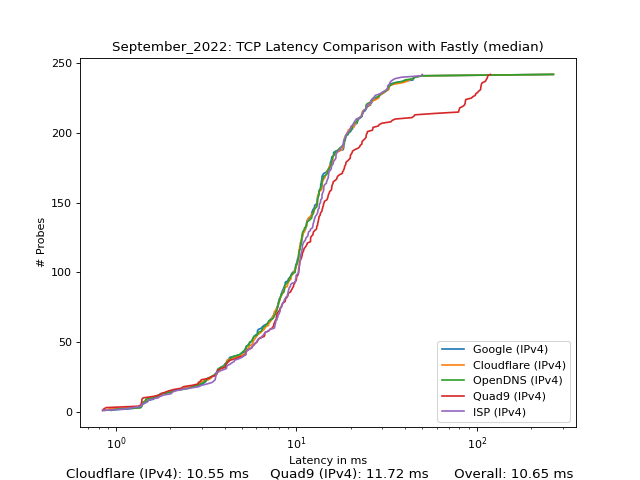 September_2022: TCP Latency Comparison with Fastly (median)
250
200
150
100
50
0
# Probes
Google (IPv4)
Cloudflare (IPv4)
OpenDNS (IPv4)
Quad9 (IPv4)
ISP (IPv4)
10⁰ 10¹ 10²
Latency in ms
Cloudflare (IPv4): 10.55 ms Quad9 (IPv4): 11.72 ms Overall: 10.65 ms